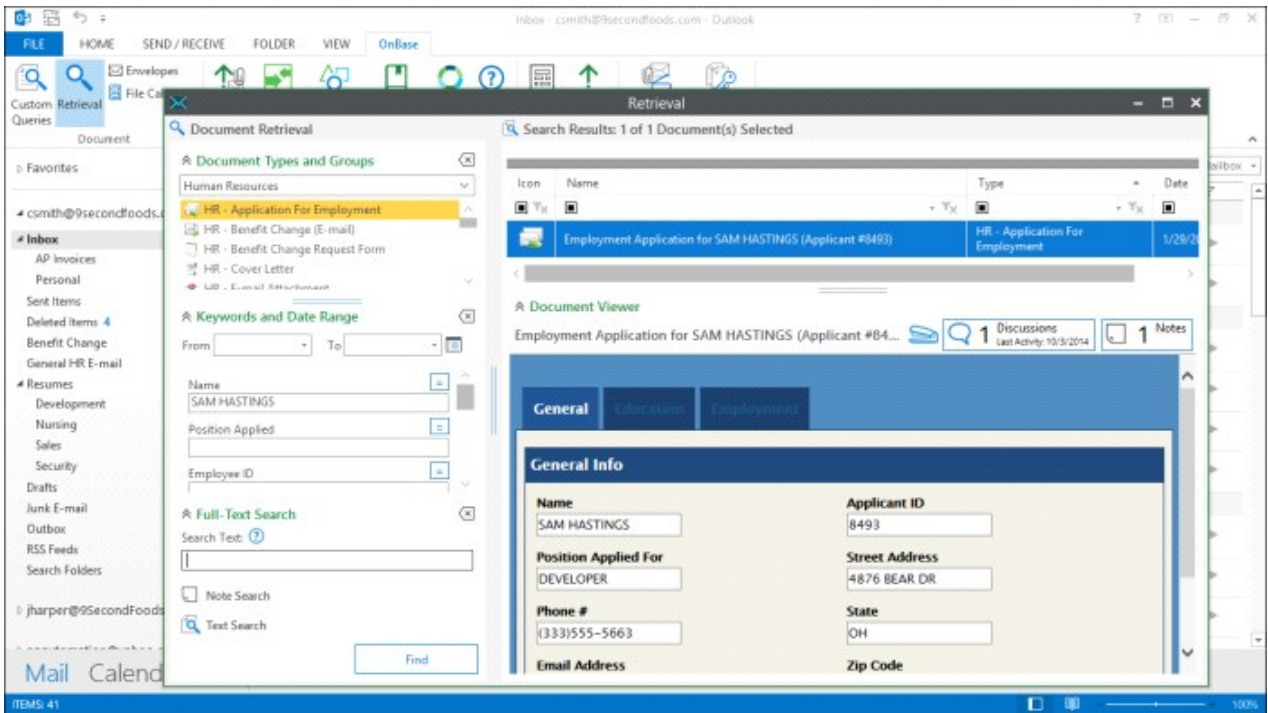 Inbox - csmith@9secondfoods.com - Outlook
FILE HOME SEND / RECEIVE FOLDER VIEW OnBase
Custom Queries
Retrieval
Envelopes
File
Document
Favorites
Inbox
AP Invoices
Personal
Sent Items
Deleted Items 4
Benefit Change
General HR E-mail
Resumes
Development
Nursing
Sales
Security
Drafts
Junk E-mail
Outbox
RSS Feeds
Search Folders
Mail
ITEMS: 41
Retrieval
Document Retrieval
Document Types and Groups
Human Resources
HR - Application For Employment
HR - Benefit Change (E-mail)
HR - Benefit Change Request Form
HR - Cover Letter
HR - E-mail Attachment
Keywords and Date Range
From To
Name
SAM HASTINGS
Position Applied
Employee ID
Full-Text Search
Search Text:
Note Search
Text Search
Find
Search Results: 1 of 1 Document(s) Selected
Icon Name Type Date
Employment Application for SAM HASTINGS (Applicant #8493)
HR - Application For
Employment
Document Viewer
Employment Application for SAM HASTINGS (Applicant #84...
1 Discussions
Last Activity: 10/3/2014
1 Notes
General Education Employment
General Info
Name Applicant ID
SAM HASTINGS 8493
Position Applied For Street Address
DEVELOPER 4876 BEAR DR
Phone # State
(333)555-5663 OH
Email Address Zip Code
100%